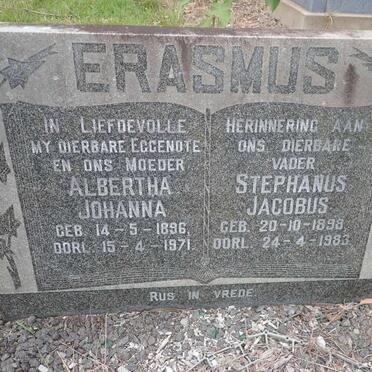 ERASMUS
IN LIEFDEVOLLE
MY DIERBARE EGGENOTE
EN ONS MOEDER
ALBERTHA
JOHANNA
GEB. 14-5-1896,
OORL. 15-4-1971.
HERINNERING AAN
ONS DIERBARE
VADER
STEPHANUS
JACOBUS
GEB. 20-10-1898,
OORL. 24-4-1983.
RUS IN VREDE.